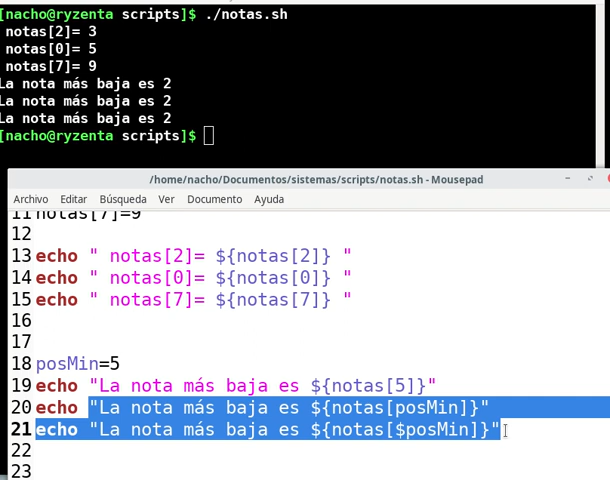 [nacho@ryzenta scripts]$ ./notas.sh
notas[2]= 3
notas[0]= 5
notas[7]= 9
La nota más baja es 2
La nota más baja es 2
La nota más baja es 2
[nacho@ryzenta scripts]$
/home/nacho/Documentos/sistemas/scripts/notas.sh - Mousepad
Archivo Editar Búsqueda Ver Documento Ayuda
11 notas[7]=9
12
13 echo " notas[2]= ${notas[2]} "
14 echo " notas[0]= ${notas[0]} "
15 echo " notas[7]= ${notas[7]} "
16
17
18 posMin=5
19 echo "La nota más baja es ${notas[5]}"
20 echo "La nota más baja es ${notas[posMin]}"
21 echo "La nota más baja es ${notas[$posMin]}"
22
23